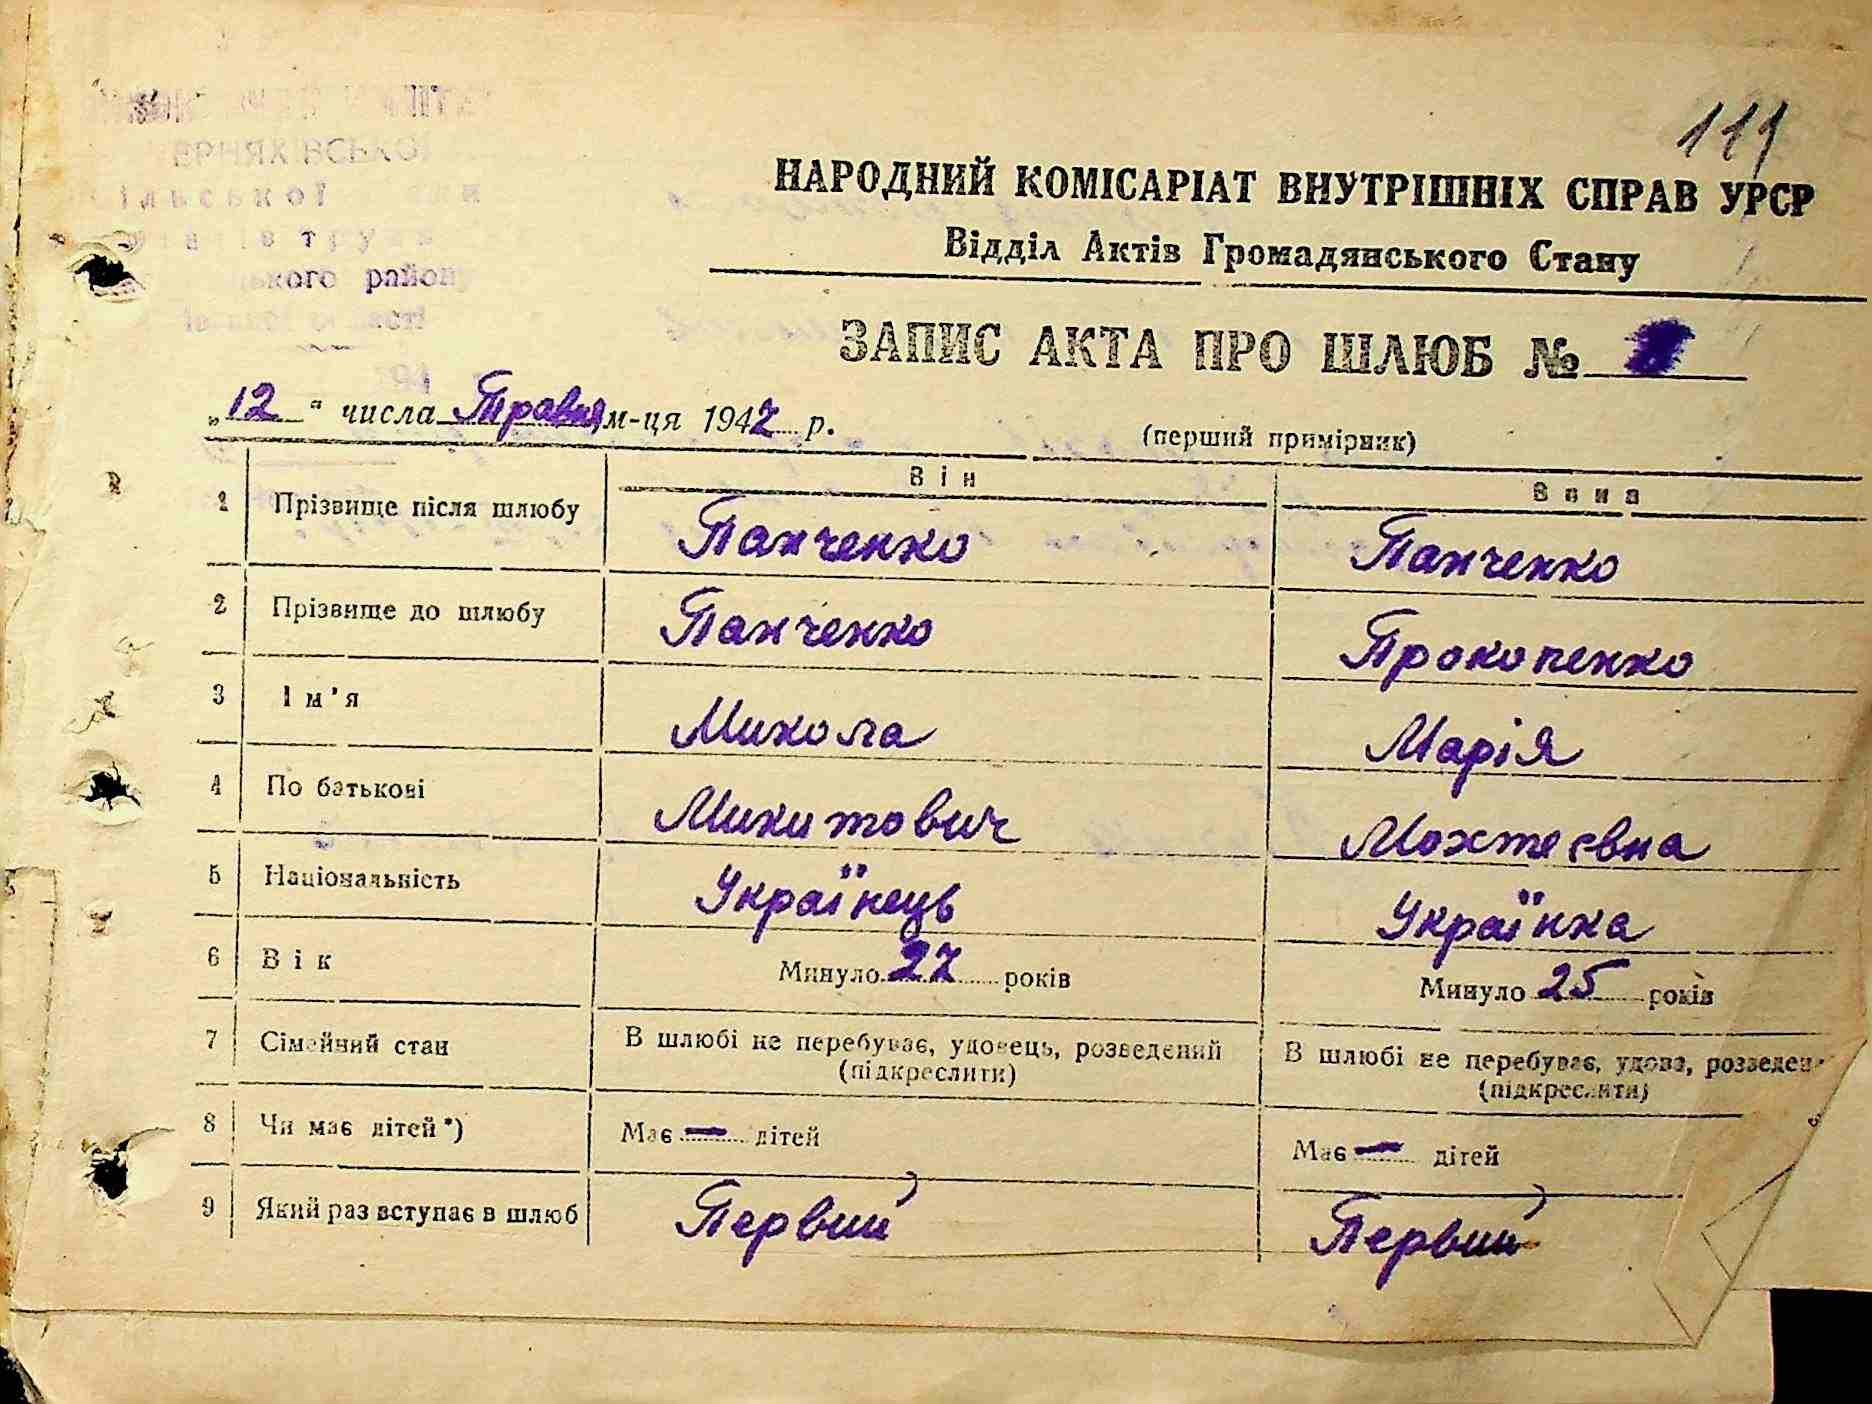 111
НАРОДНИЙ КОМІСАРІАТ ВНУТРІШНІХ СПРАВ УРСР
Відділ Актів Громадянського Стану
ЗАПИС АКТА ПРО ШЛЮБ №
району
„12“ числа Травня м-ця 1947 р.
(перший примірник)
Він Вона
1 Прізвище після шлюбу Панченко Панченко
2 Прізвище до шлюбу Панченко Прокопенко
3 Ім'я Микола Марія
4 По батькові Микитович Мохтеєвна
5 Національність Українець Українка
6 Вік Минуло 27 років Минуло 25 років
7 Сімейний стан В шлюбі не перебуває, удовець, розведений (підкреслити) В шлюбі не перебуває, удова, розведен (підкреслити)
8 Чи має дітей*) Має — дітей Має — дітей
9 Який раз вступає в шлюб Первий Первий